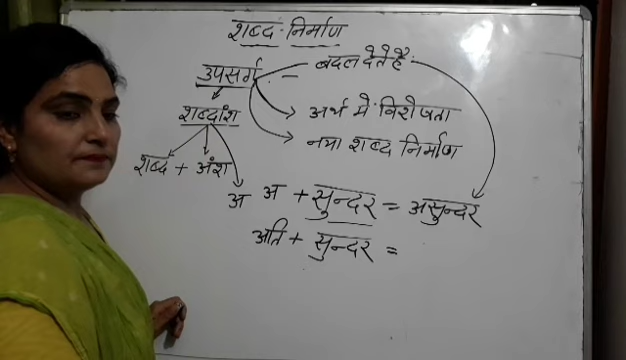 शब्द-निर्माण
उपसर्ग - बदल देते हैं
शब्दांश
अर्थ में विशेषता
नया शब्द निर्माण
शब्द + अंश
अ
अ + सुन्दर = असुन्दर
अति + सुन्दर =